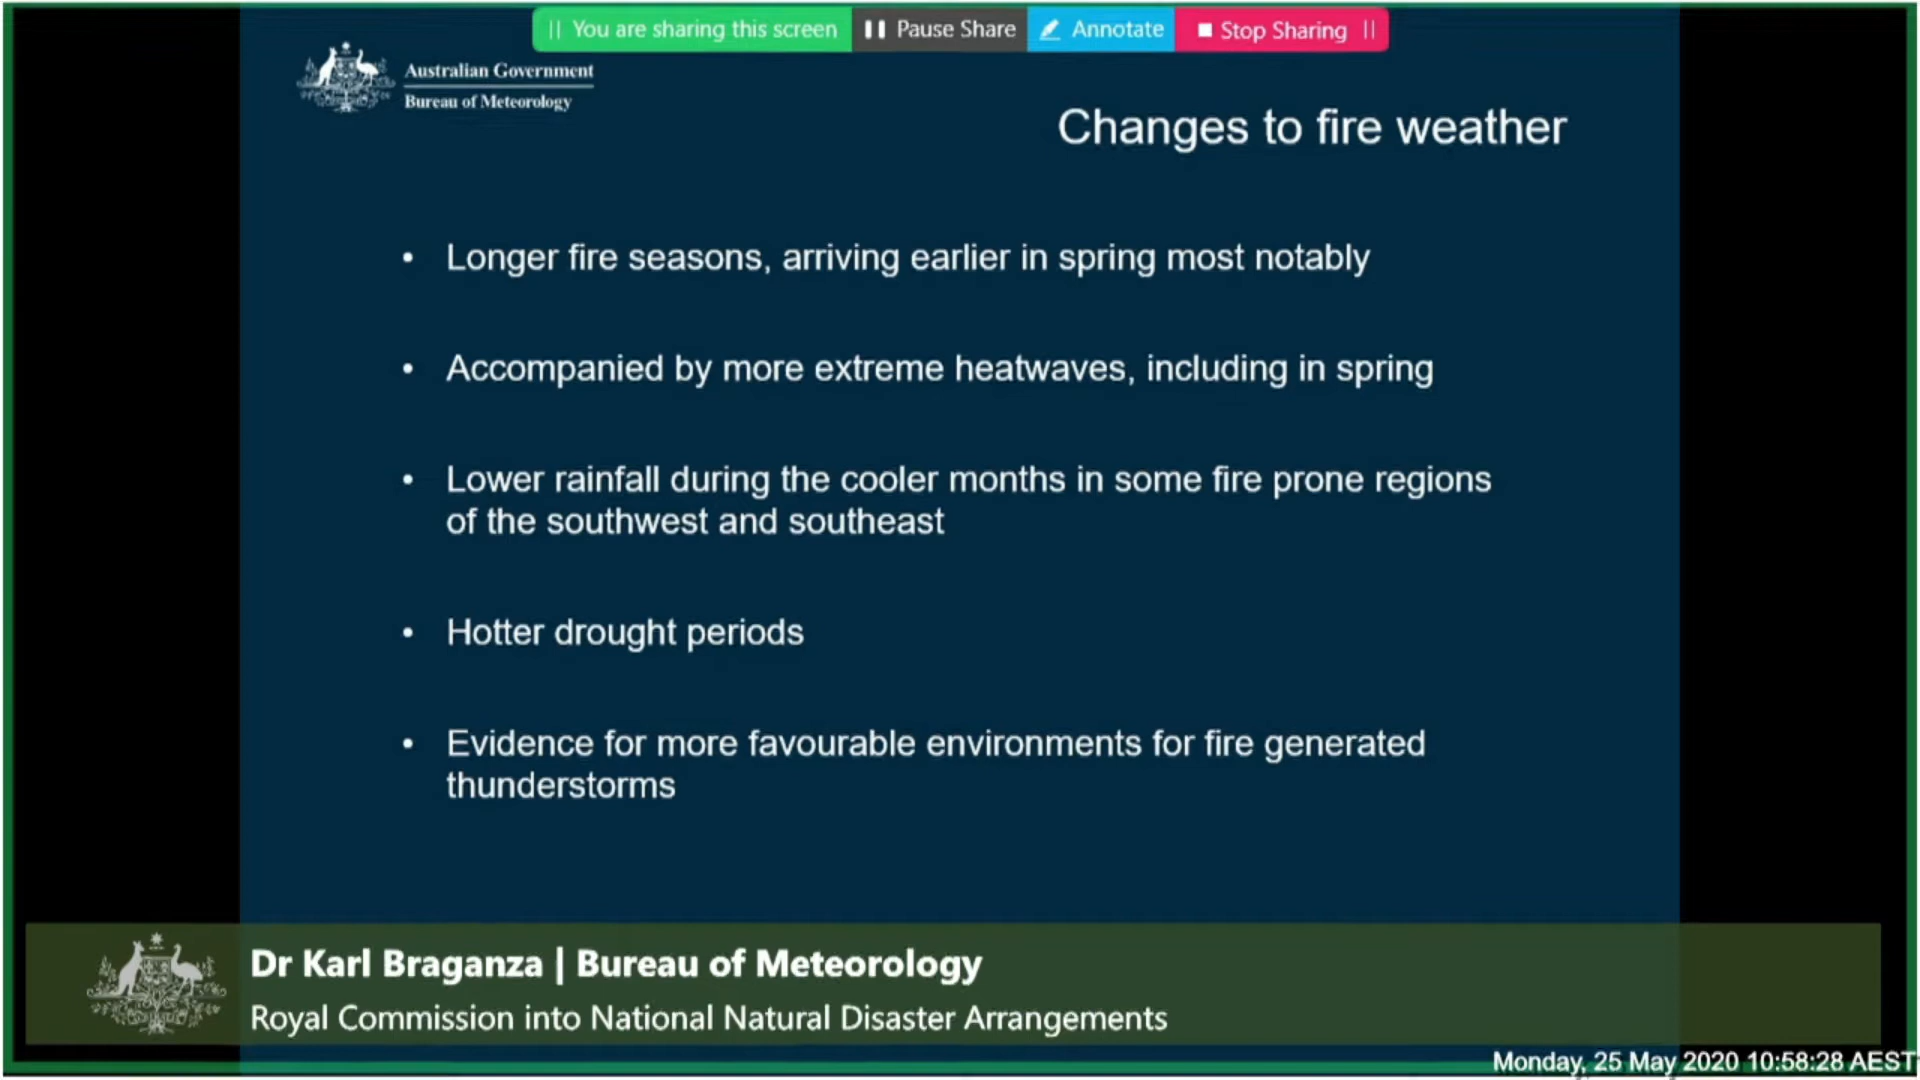 You are sharing this screen
Pause Share
Annotate
Stop Sharing
Australian Government
Bureau of Meteorology
Changes to fire weather
• Longer fire seasons, arriving earlier in spring most notably
• Accompanied by more extreme heatwaves, including in spring
• Lower rainfall during the cooler months in some fire prone regions
of the southwest and southeast
• Hotter drought periods
• Evidence for more favourable environments for fire generated
thunderstorms
Dr Karl Braganza | Bureau of Meteorology
Royal Commission into National Natural Disaster Arrangements
Monday, 25 May 2020 10:58:28 AEST